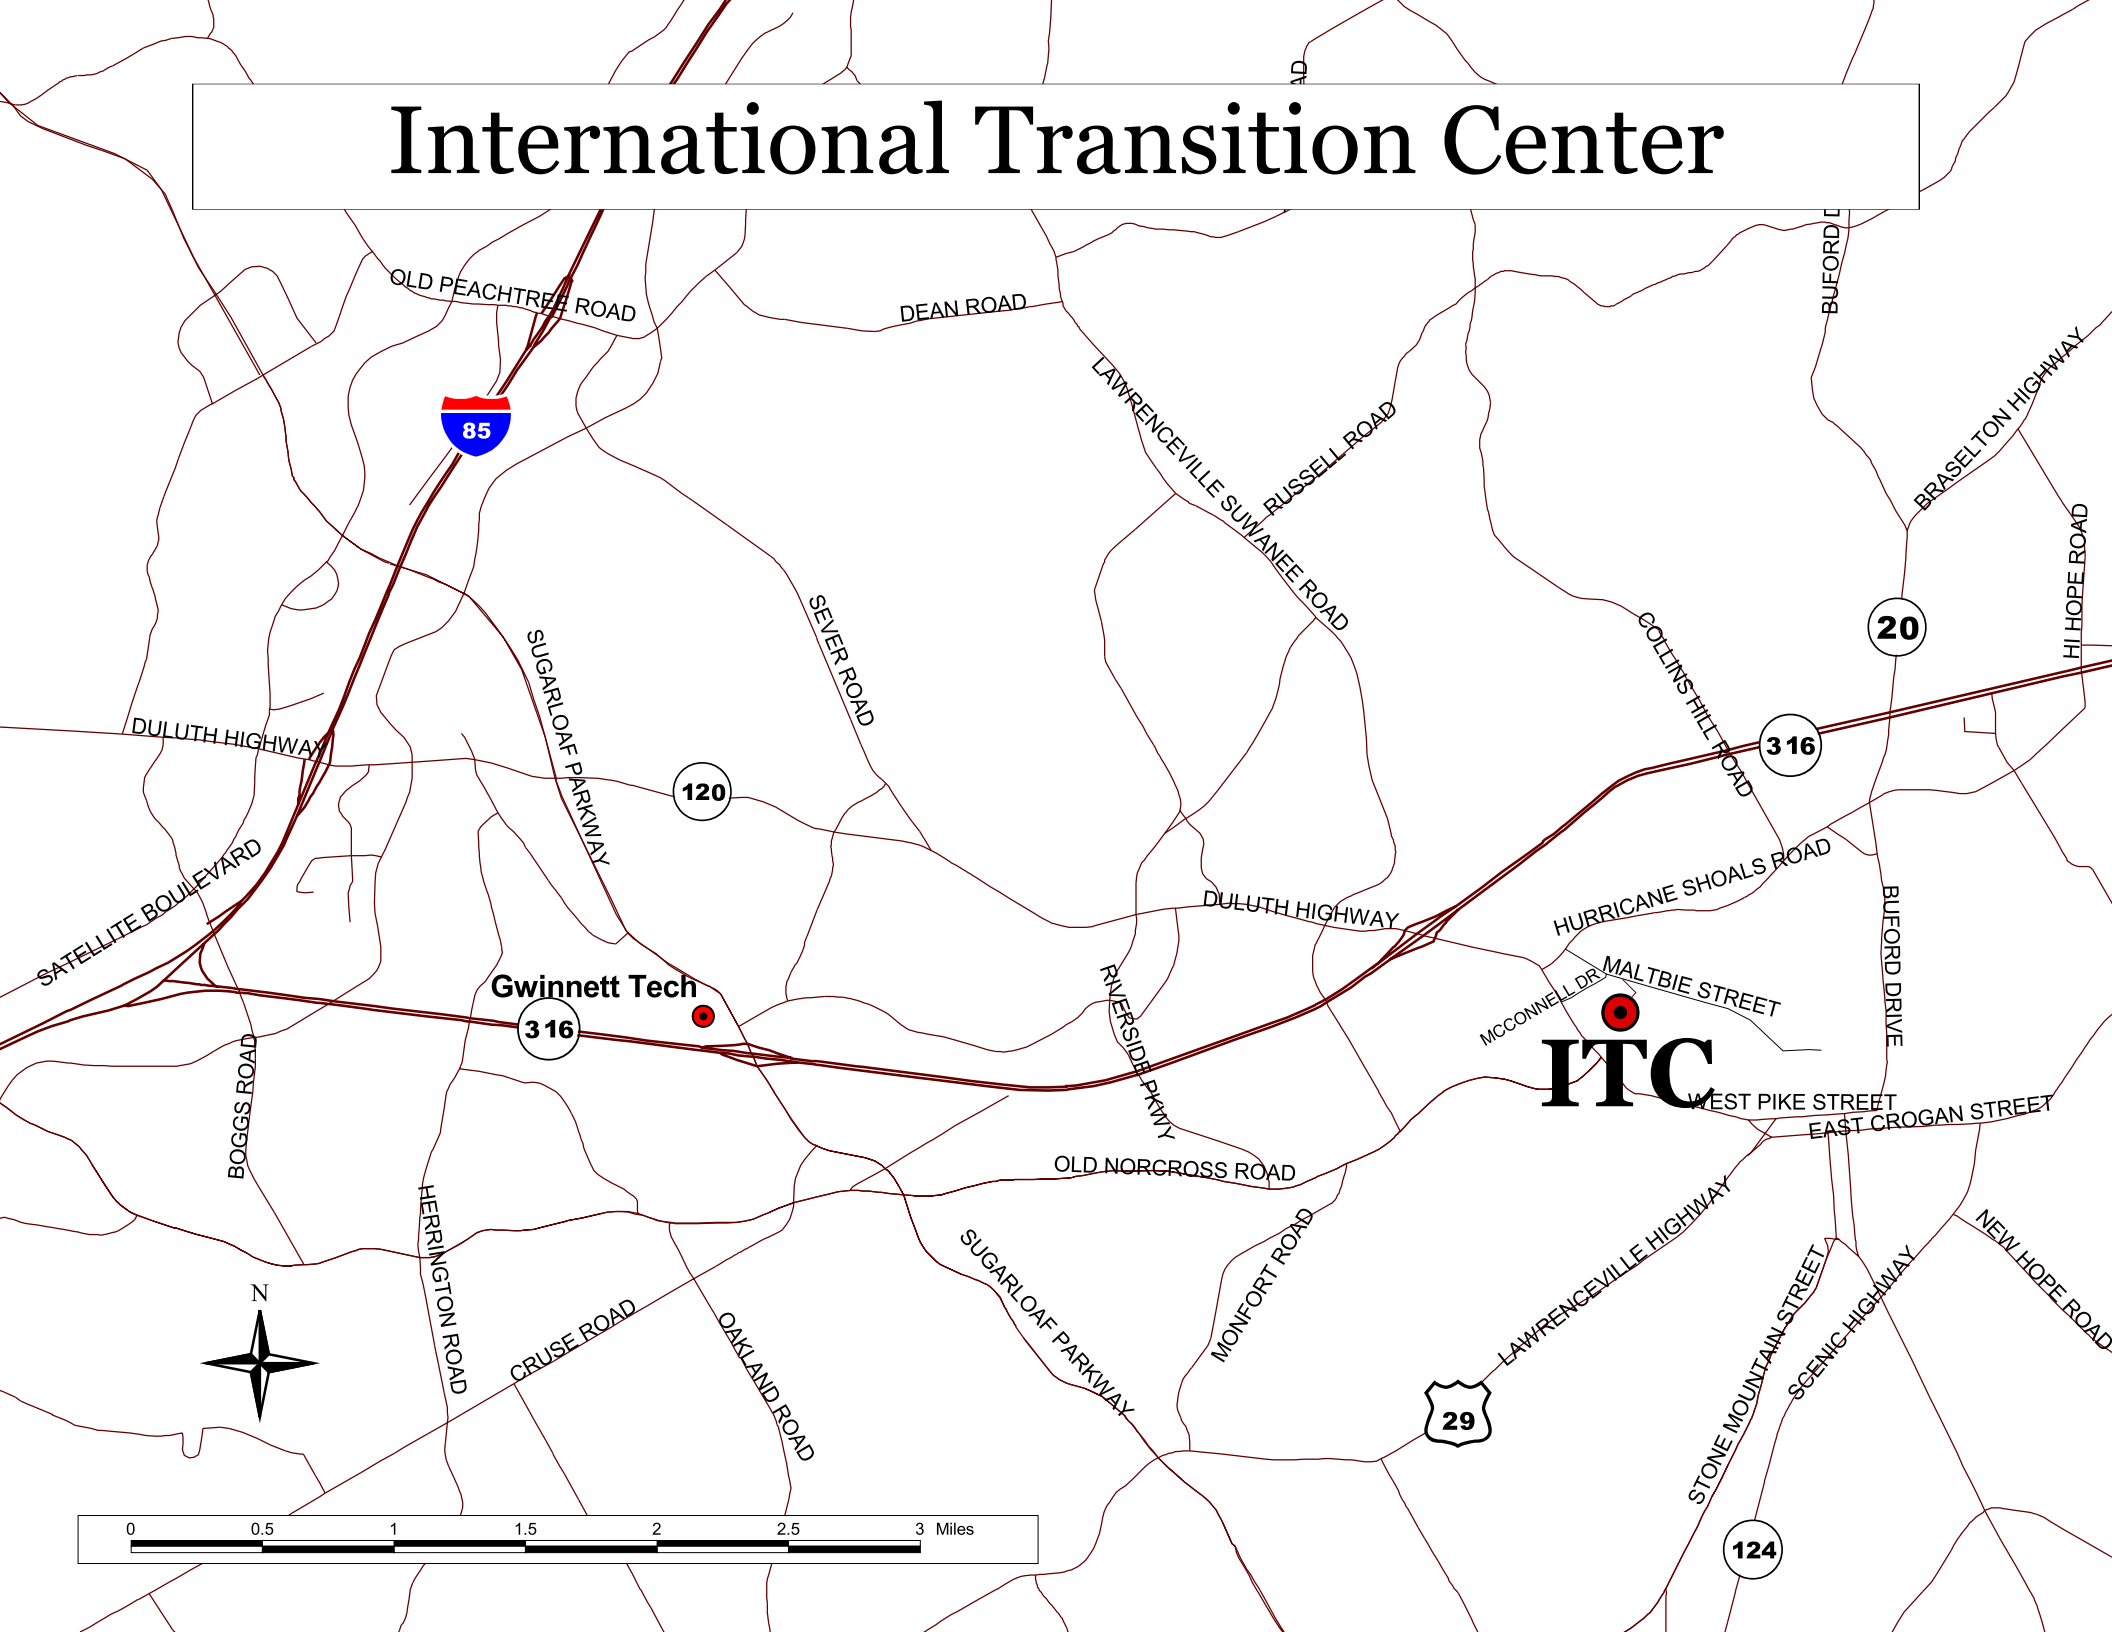 AD
International Transition Center
BUFORD D
OLD PEACHTREE ROAD
DEAN ROAD
BRASELTON HIGHWAY
LAWRENCEVILLE SUWANEE ROAD
RUSSELL ROAD
85
HI HOPE ROAD
SEVER ROAD
COLLINS HILL ROAD
20
SUGARLOAF PARKWAY
DULUTH HIGHWAY
316
120
SATELLITE BOULEVARD
HURRICANE SHOALS ROAD
DULUTH HIGHWAY
BUFORD DRIVE
MALTBIE STREET
MCCONNELL DR
Gwinnett Tech
RIVERSIDE PKWY
316
BOGGS ROAD
ITC
WEST PIKE STREET
EAST CROGAN STREET
OLD NORCROSS ROAD
HERRINGTON ROAD
LAWRENCEVILLE HIGHWAY
NEW HOPE ROAD
MONFORT ROAD
SUGARLOAF PARKWAY
STONE MOUNTAIN STREET
SCENIC HIGHWAY
N
CRUSE ROAD
OAKLAND ROAD
29
0 0.5 1 1.5 2 2.5 3 Miles
124